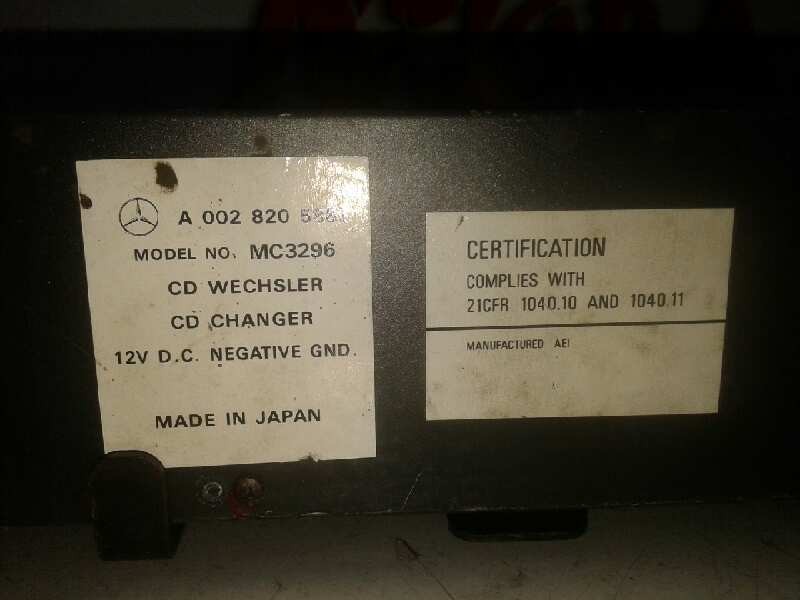 A 002 820
MODEL NO. MC3296
CD WECHSLER
CD CHANGER
12V D.C. NEGATIVE GND.
MADE IN JAPAN
CERTIFICATION
COMPLIES WITH
21CFR 1040.10 AND 1040.11
MANUFACTURED